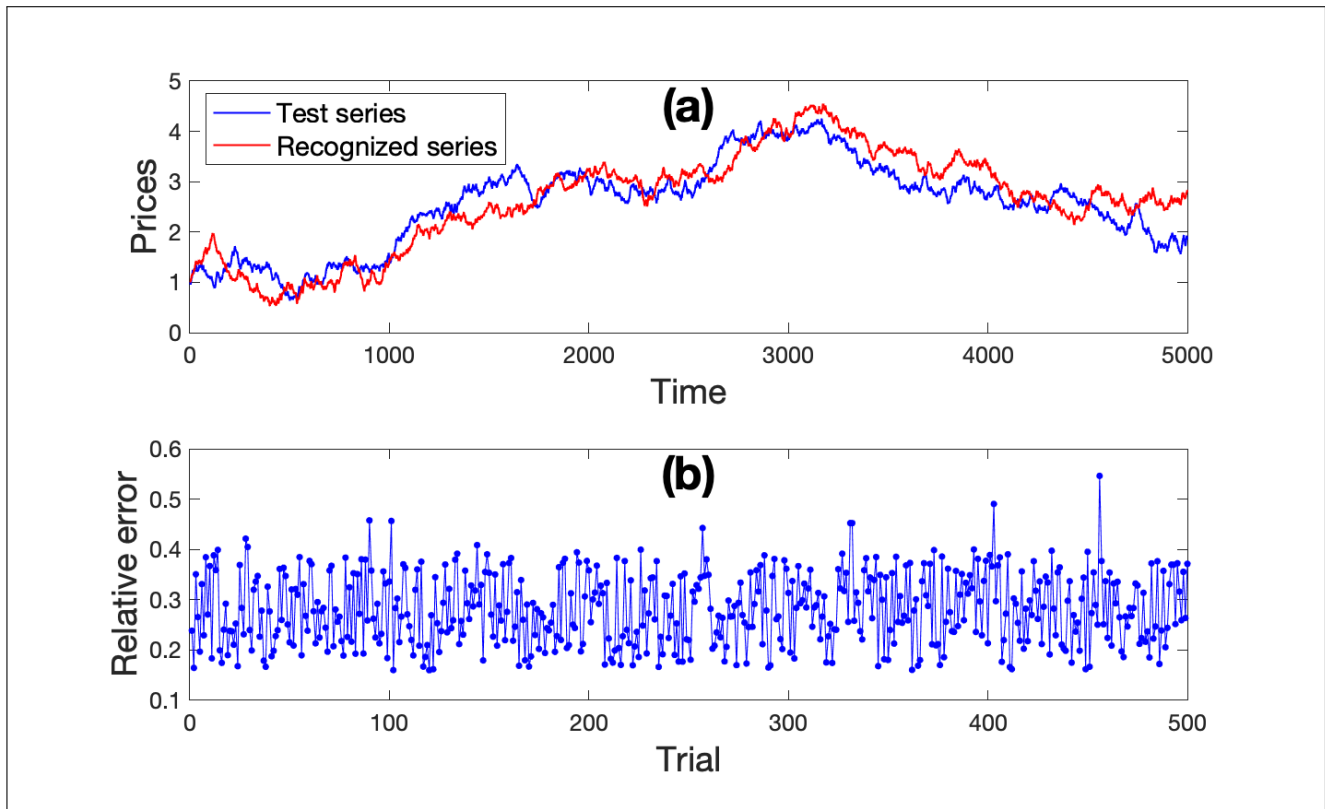 (a)
Test series
Recognized series
Prices
5
4
3
2
1
0
0 1000 2000 3000 4000 5000
Time
(b)
Relative error
0.6
0.5
0.4
0.3
0.2
0.1
0 100 200 300 400 500
Trial